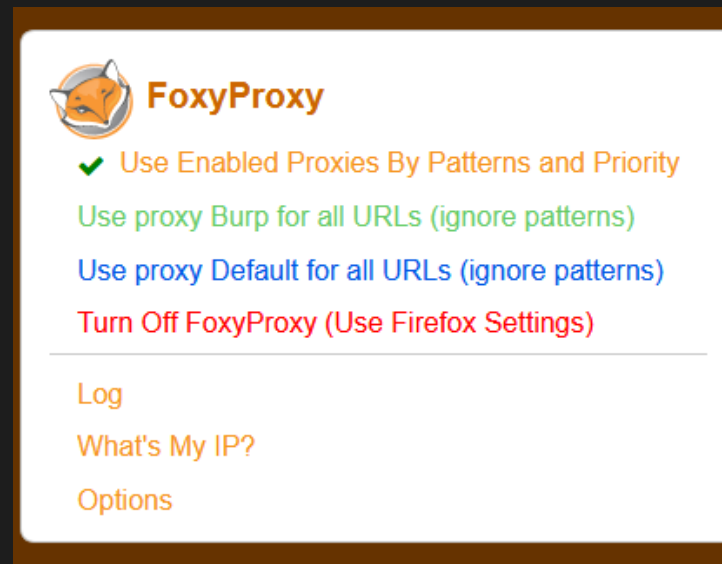 FoxyProxy
Use Enabled Proxies By Patterns and Priority
Use proxy Burp for all URLs (ignore patterns)
Use proxy Default for all URLs (ignore patterns)
Turn Off FoxyProxy (Use Firefox Settings)
Log
What's My IP?
Options